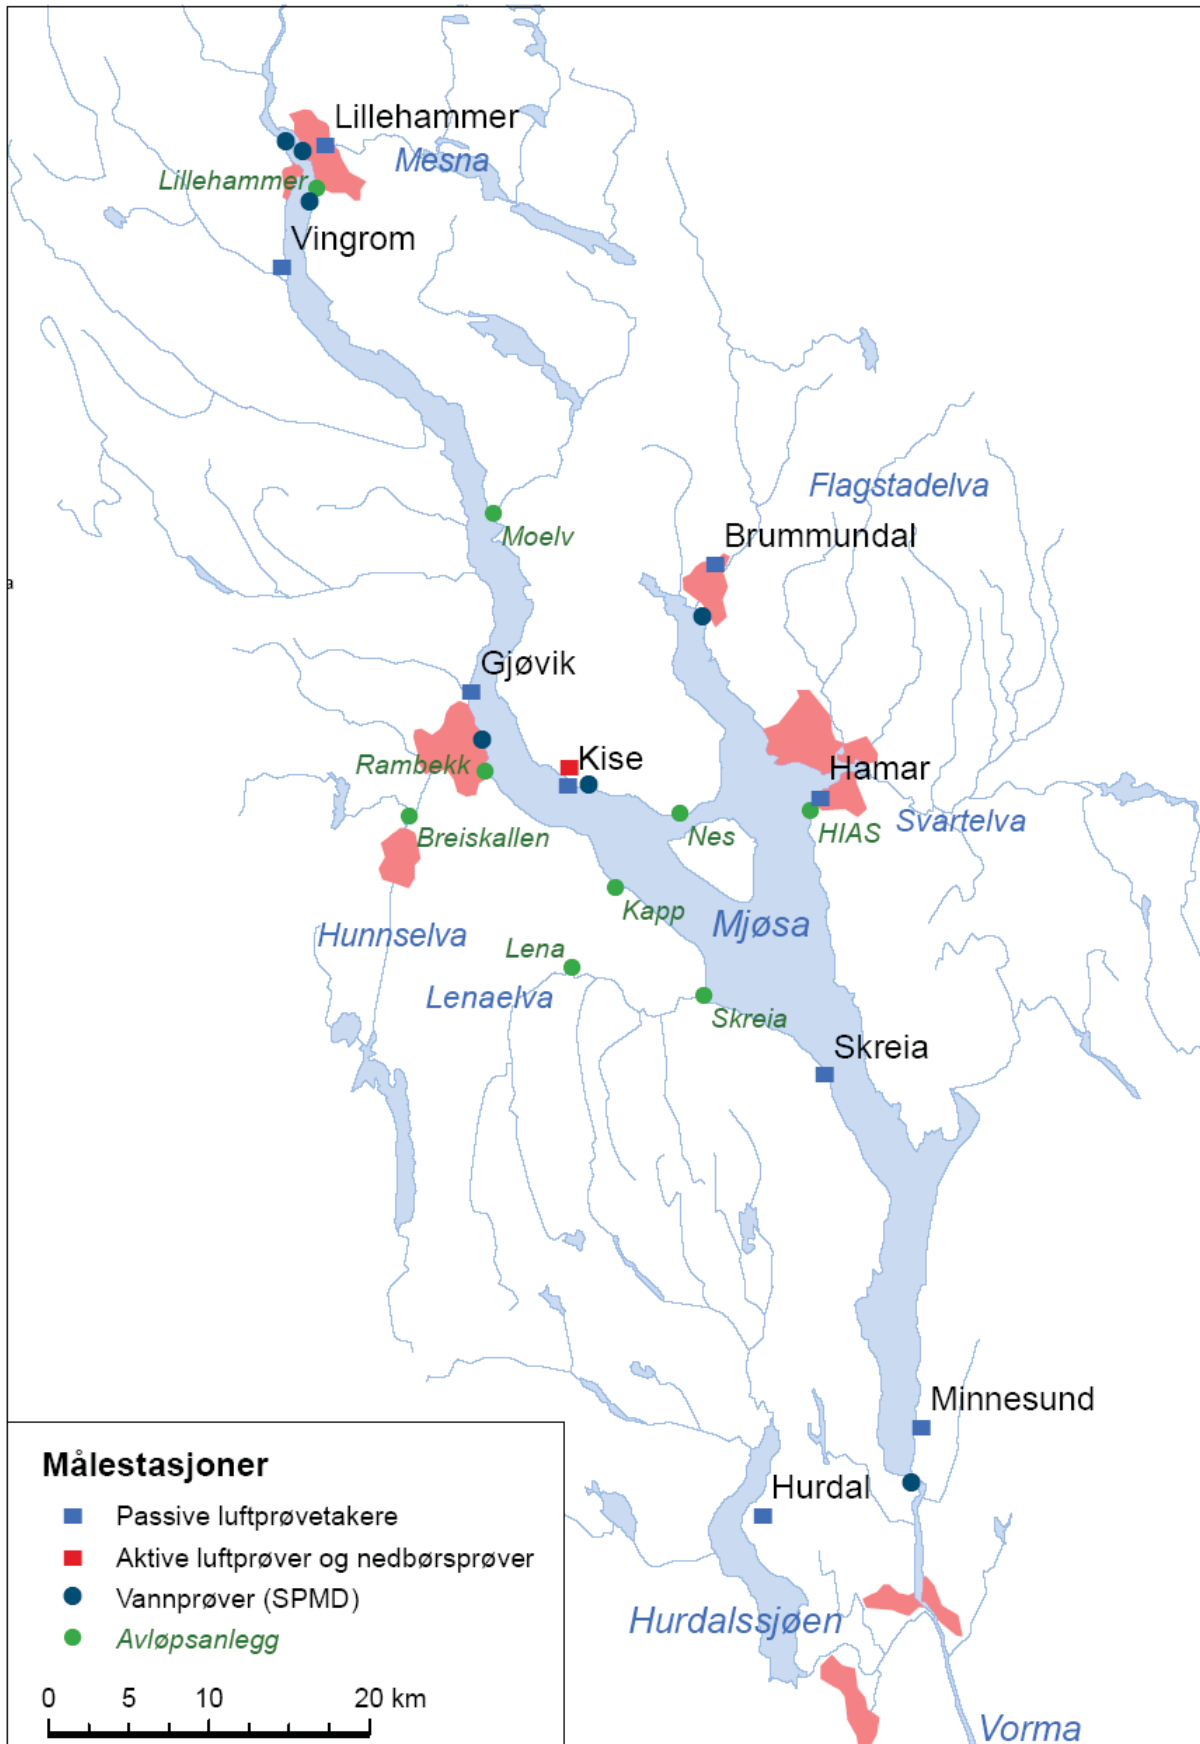 Lillehammer
Mesna
Lillehammer
Vingrom
Flagstadelva
Moelv
Brummundal
a
Gjøvik
Kise
Rambekk
Hamar
Nes
HIAS
Svartelva
Breiskallen
Kapp
Mjøsa
Hunnselva
Lena
Lenaelva
Skreia
Skreia
Minnesund
Hurdal
Hurdalssjøen
Vorma
Målestasjoner
Passive luftprøvetakere
Aktive luftprøver og nedbørsprøver
Vannprøver (SPMD)
Avløpsanlegg
0 5 10 20 km